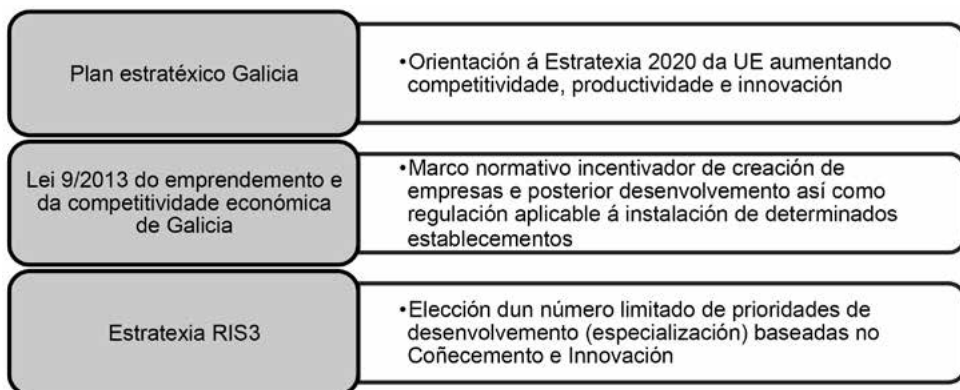 Plan estratéxico Galicia
•Orientación á Estratexia 2020 da UE aumentando
competitividade, productividade e innovación
Lei 9/2013 do emprendemento e
da competitividade económica
de Galicia
•Marco normativo incentivador de creación de
empresas e posterior desenvolvemento así como
regulación aplicable á instalación de determinados
establecementos
Estratexia RIS3
•Elección dun número limitado de prioridades de
desenvolvemento (especialización) baseadas no
Coñecemento e Innovación